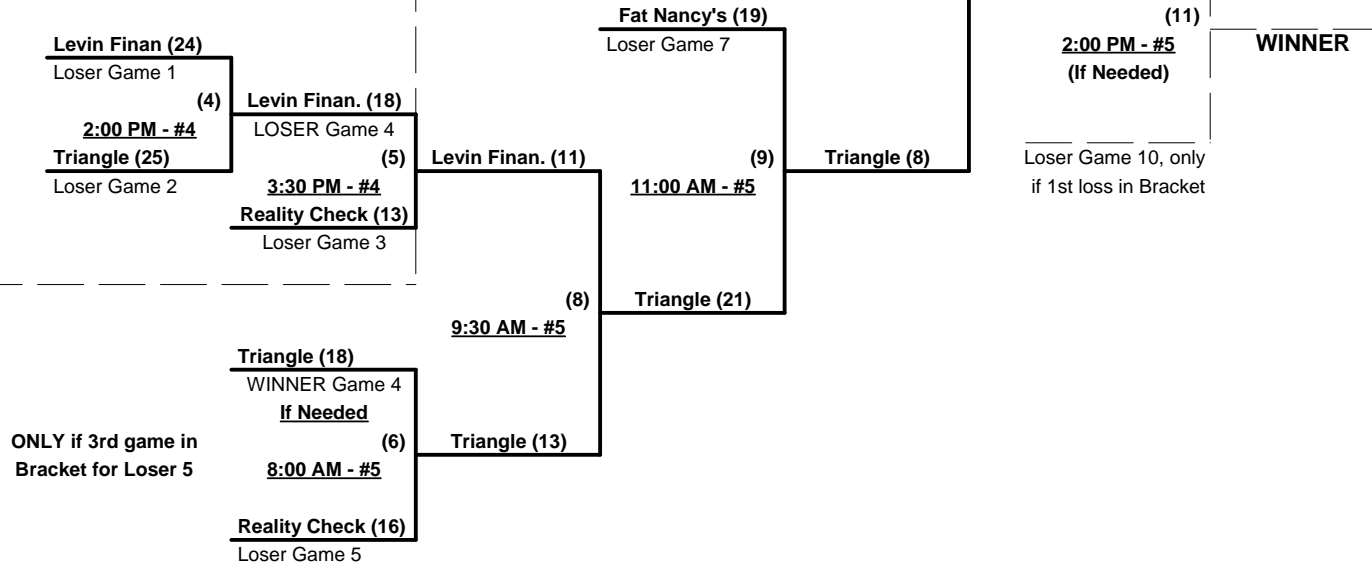 Fat Nancy's (19)
Loser Game 7
(11)
2:00 PM - #5
(If Needed)
WINNER
Levin Finan (24)
Loser Game 1
(4)
2:00 PM - #4
Triangle (25)
Loser Game 2
Levin Finan. (18)
LOSER Game 4
(5)
3:30 PM - #4
Reality Check (13)
Loser Game 3
Levin Finan. (11)
(9)
11:00 AM - #5
Triangle (8)
Loser Game 10, only
if 1st loss in Bracket
(8)
9:30 AM - #5
Triangle (21)
Triangle (18)
WINNER Game 4
If Needed
ONLY if 3rd game in
Bracket for Loser 5
(6)
8:00 AM - #5
Triangle (13)
Reality Check (16)
Loser Game 5